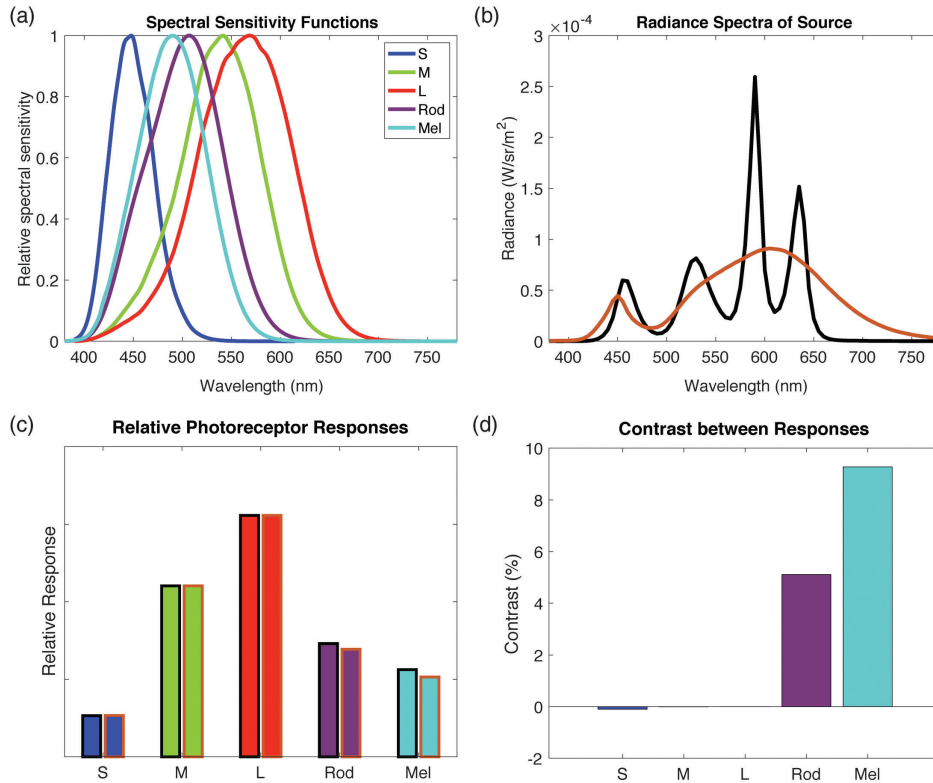 (a)
Spectral Sensitivity Functions
Relative spectral sensitivity
1
0.8
0.6
0.4
0.2
0
400 450 500 550 600 650 700 750
Wavelength (nm)
S
M
L
Rod
Mel
(b)
Radiance Spectra of Source
×10⁻⁴
Radiance (W/sr/m²)
3
2.5
2
1.5
1
0.5
0
400 450 500 550 600 650 700 750
Wavelength (nm)
(c)
Relative Photoreceptor Responses
Relative Response
S M L Rod Mel
(d)
Contrast between Responses
Contrast (%)
10
8
6
4
2
0
-2
S M L Rod Mel